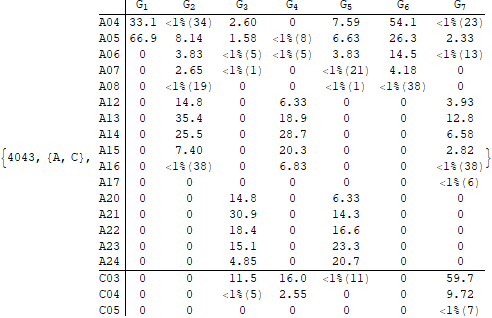 G1 G2 G3 G4 G5 G6 G7
A04 33.1 <1%(34) 2.60 0 7.59 54.1 <1%(23)
A05 66.9 8.14 1.58 <1%(8) 6.63 26.3 2.33
A06 0 3.83 <1%(5) <1%(5) 3.83 14.5 <1%(13)
A07 0 2.65 <1%(1) 0 <1%(21) 4.18 0
A08 0 <1%(19) 0 0 <1%(1) <1%(38) 0
A12 0 14.8 0 6.33 0 0 3.93
A13 0 35.4 0 18.9 0 0 12.8
A14 0 25.5 0 28.7 0 0 6.58
A15 0 7.40 0 20.3 0 0 2.82
{4043, {A, C}, A16 0 <1%(38) 0 6.83 0 0 <1%(38) }
A17 0 0 0 0 0 0 <1%(6)
A20 0 0 14.8 0 6.33 0 0
A21 0 0 30.9 0 14.3 0 0
A22 0 0 18.4 0 16.6 0 0
A23 0 0 15.1 0 23.3 0 0
A24 0 0 4.85 0 20.7 0 0
C03 0 0 11.5 16.0 <1%(11) 0 59.7
C04 0 0 <1%(5) 2.55 0 0 9.72
C05 0 0 0 0 0 0 <1%(7)